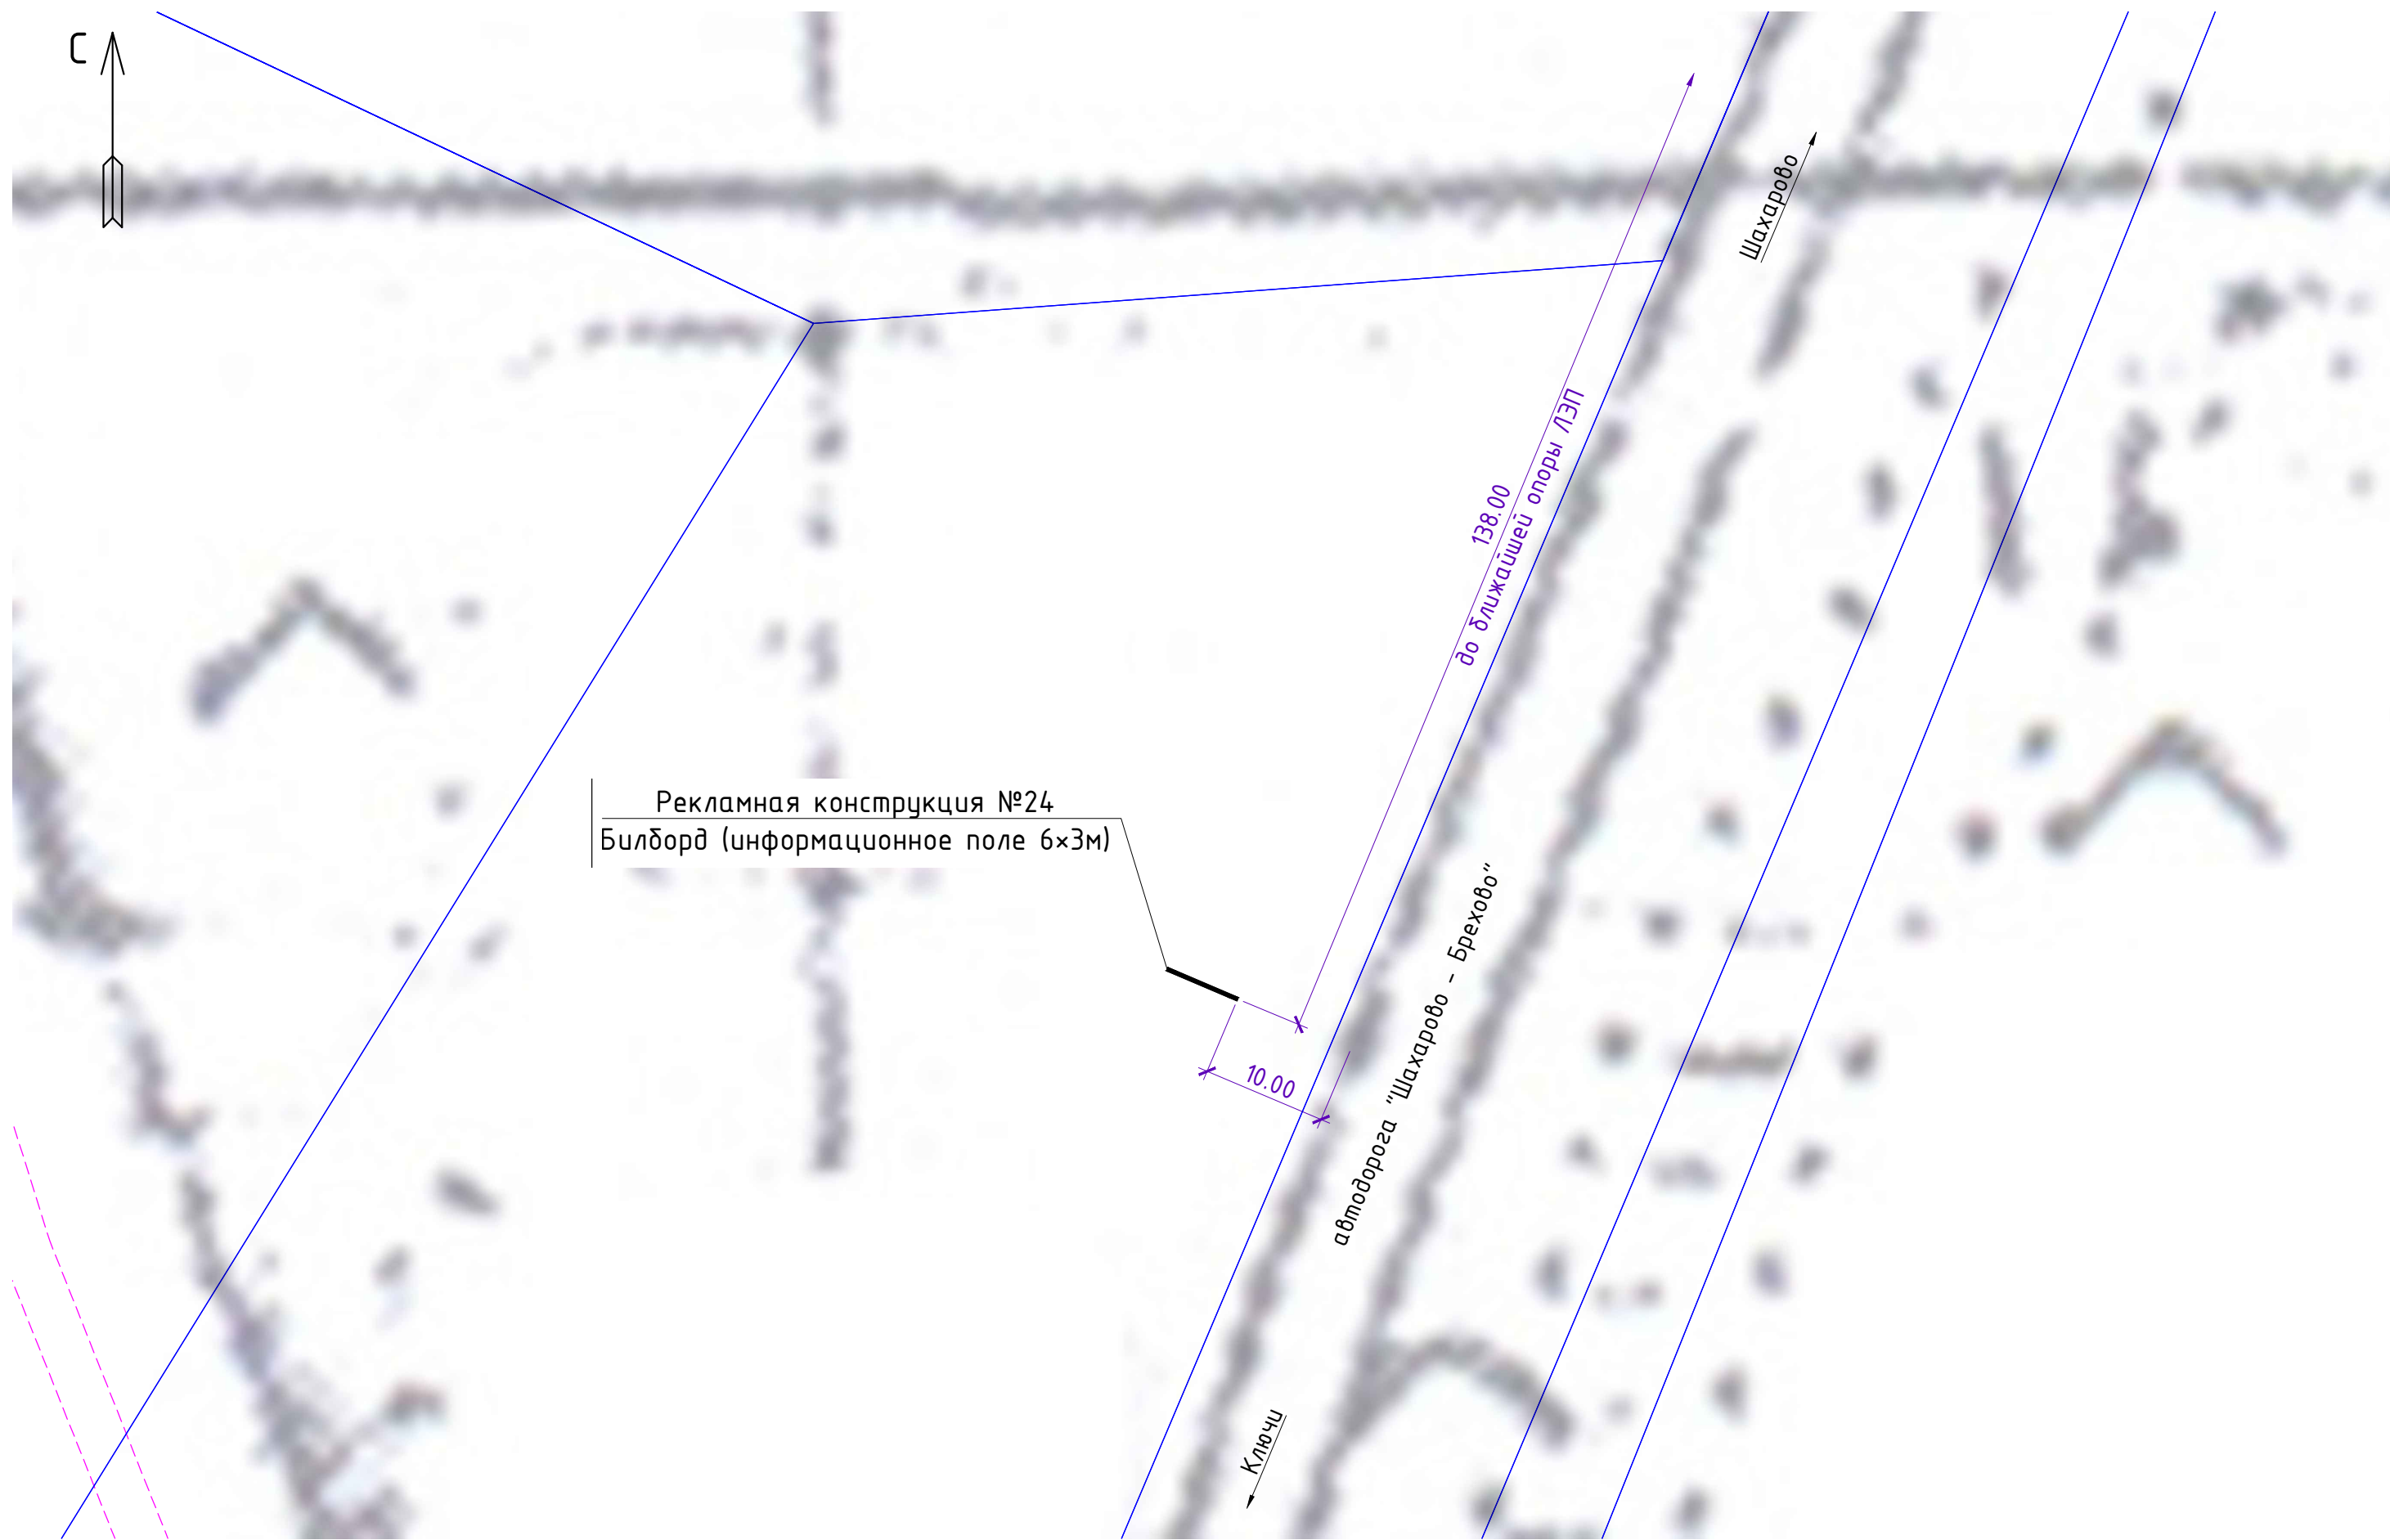 С
Шахарово
138.00
до ближайшей опоры ЛЭП
Рекламная конструкция №24
Билборд (информационное поле 6×3м)
автодорога "Шахарово - Брехово"
10.00
Ключи